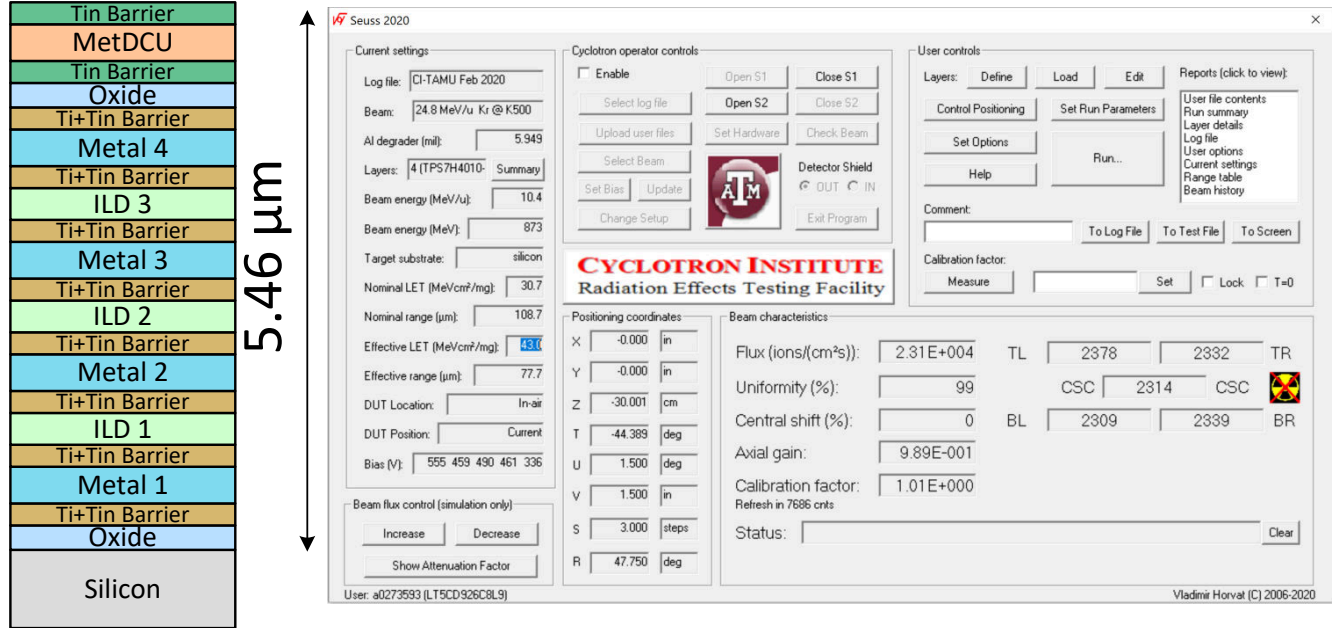 Tin Barrier
MetDCU
Tin Barrier
Oxide
Ti+Tin Barrier
Metal 4
Ti+Tin Barrier
ILD 3
Ti+Tin Barrier
Metal 3
Ti+Tin Barrier
ILD 2
Ti+Tin Barrier
Metal 2
Ti+Tin Barrier
ILD 1
Ti+Tin Barrier
Metal 1
Ti+Tin Barrier
Oxide
Silicon
5.46 µm
Seuss 2020
Current settings
Log file: CI-TAMU Feb 2020
Beam: 24.8 MeV/u Kr @ K500
Al degrader (mil): 5.949
Layers: 4 (TPS7H4010- Summary
Beam energy (MeV/u): 10.4
Beam energy (MeV): 873
Target substrate: silicon
Nominal LET (MeVcm²/mg): 30.7
Nominal range (µm): 108.7
Effective LET (MeVcm²/mg): 43.0
Effective range (µm): 77.7
DUT Location: In-air
DUT Position: Current
Bias (V): 555 459 490 461 336
Beam flux control (simulation only)
Increase Decrease
Show Attenuation Factor
User: a0273593 (LT5CD926C8L9)
Cyclotron operator controls
Enable Open S1 Close S1
Select log file Open S2 Close S2
Upload user files Set Hardware Check Beam
Select Beam
Set Bias Update
Change Setup
A T M
Detector Shield
OUT IN
Exit Program
CYCLOTRON INSTITUTE
Radiation Effects Testing Facility
User controls
Layers: Define Load Edit
Control Positioning Set Run Parameters
Set Options
Run...
Help
Reports (click to view):
User file contents
Run summary
Layer details
Log file
User options
Current settings
Range table
Beam history
Comment:
To Log File To Test File To Screen
Calibration factor:
Measure Set Lock T=0
Positioning coordinates
X -0.000 in
Y -0.000 in
Z -30.001 cm
T -44.389 deg
U 1.500 deg
V 1.500 in
S 3.000 steps
R 47.750 deg
Beam characteristics
Flux (ions/(cm²s)): 2.31E+004 TL 2378 2332 TR
Uniformity (%): 99 CSC 2314 CSC
Central shift (%): 0 BL 2309 2339 BR
Axial gain: 9.89E-001
Calibration factor: 1.01E+000
Refresh in 7686 cnts
Status: Clear
Vladimir Horvat (C) 2006-2020